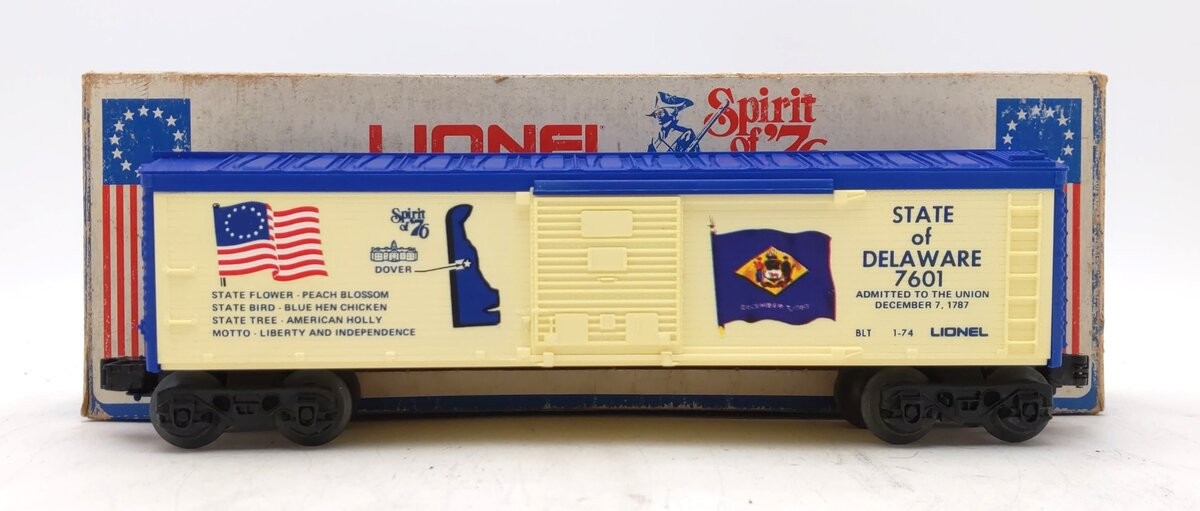 LIONEL
Spirit
of '76
Spirit
of '76
DOVER
STATE FLOWER - PEACH BLOSSOM
STATE BIRD - BLUE HEN CHICKEN
STATE TREE - AMERICAN HOLLY
MOTTO - LIBERTY AND INDEPENDENCE
STATE
of
DELAWARE
7601
ADMITTED TO THE UNION
DECEMBER 7, 1787
BLT 1-74 LIONEL